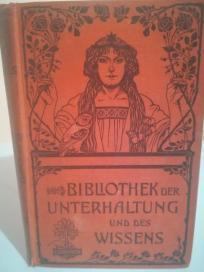 BIBLIOTHEK DER
UNTERHALTUNG
UND DES
WISSENS